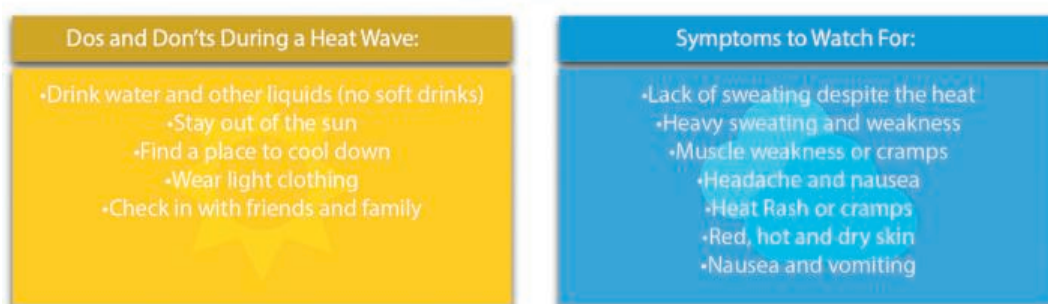 Dos and Don'ts During a Heat Wave:
•Drink water and other liquids (no soft drinks)
•Stay out of the sun
•Find a place to cool down
•Wear light clothing
•Check in with friends and family
Symptoms to Watch For:
•Lack of sweating despite the heat
•Heavy sweating and weakness
•Muscle weakness or cramps
•Headache and nausea
•Heat Rash or cramps
•Red, hot and dry skin
•Nausea and vomiting